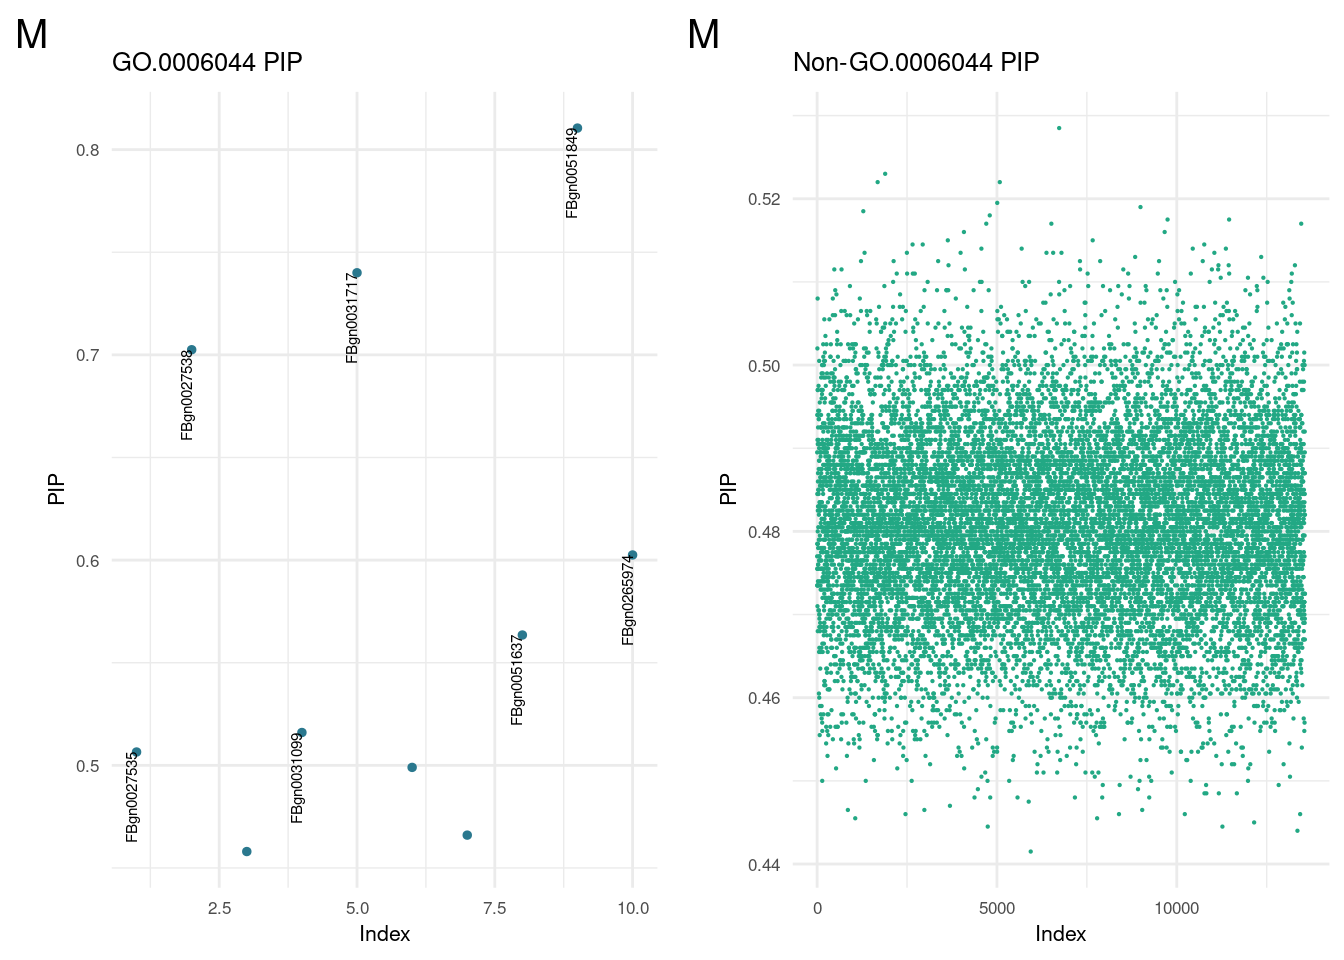 M
GO.0006044 PIP
PIP
0.8
0.7
0.6
0.5
FBgn0051849
FBgn0031717
FBgn0027538
FBgn0265974
FBgn0051637
FBgn0031099
FBgn0027535
2.5
5.0
7.5
10.0
Index
M
Non-GO.0006044 PIP
PIP
0.52
0.50
0.48
0.46
0.44
0
5000
10000
Index